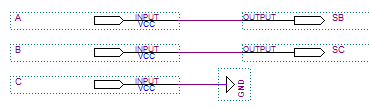 A INPUT VCC OUTPUT SB
B INPUT VCC OUTPUT SC
C INPUT VCC GND